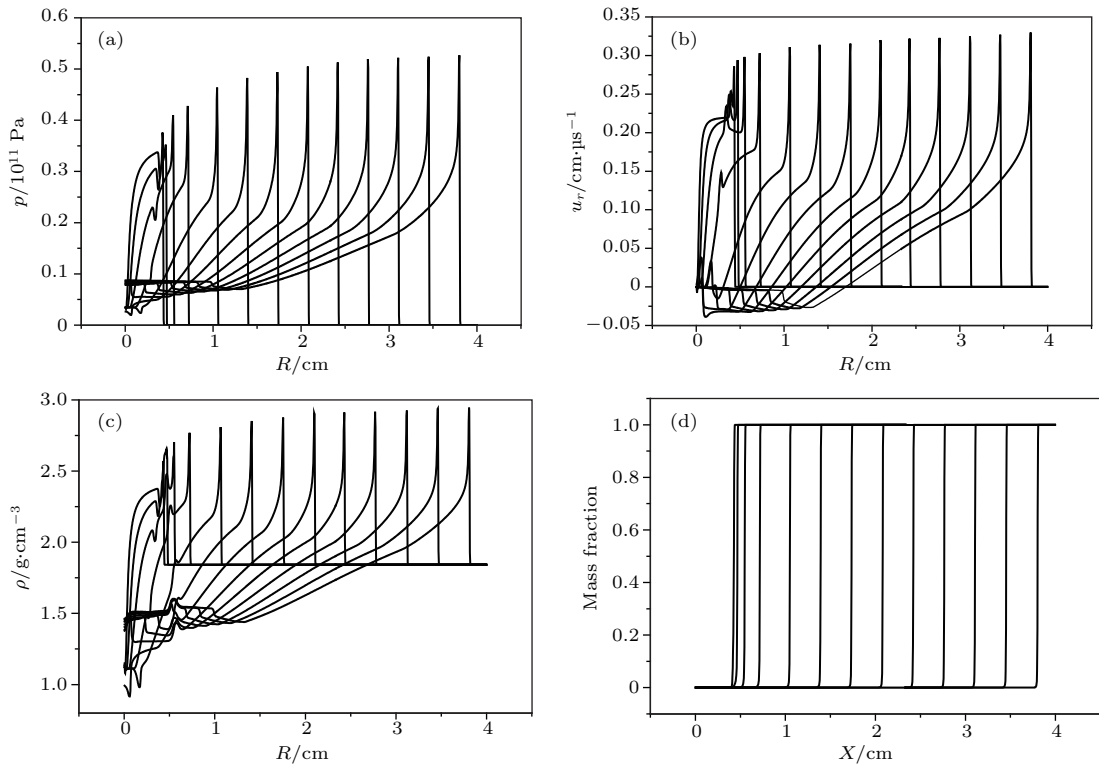 (a)
0.6
0.5
0.4
0.3
0.2
0.1
0
p/10¹¹ Pa
0 1 2 3 4
R/cm
(b)
0.35
0.30
0.25
0.20
0.15
0.10
0.05
0
−0.05
uᵣ/cm·μs⁻¹
0 1 2 3 4
R/cm
(c)
3.0
2.5
2.0
1.5
1.0
ρ/g·cm⁻³
0 1 2 3 4
R/cm
(d)
1.0
0.8
0.6
0.4
0.2
0
Mass fraction
0 1 2 3 4
X/cm